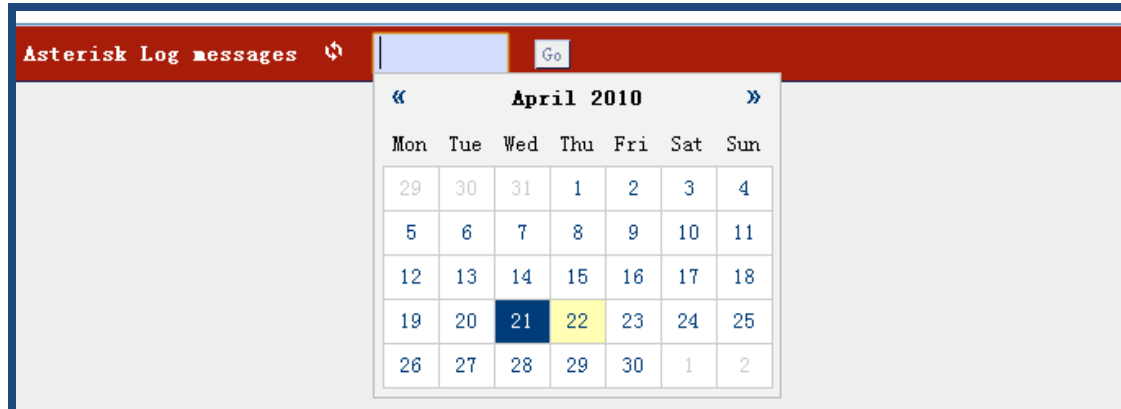 Asterisk Log messages Go
« April 2010 »
Mon Tue Wed Thu Fri Sat Sun
29 30 31 1 2 3 4
5 6 7 8 9 10 11
12 13 14 15 16 17 18
19 20 21 22 23 24 25
26 27 28 29 30 1 2